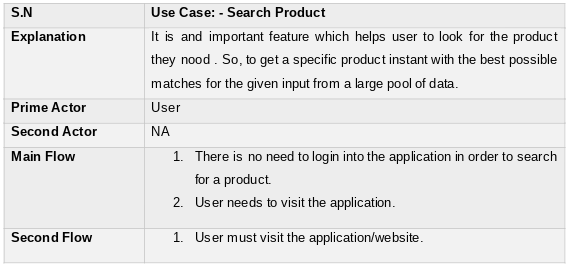 S.N Use Case: - Search Product
Explanation It is and important feature which helps user to look for the product
they nood . So, to get a specific product instant with the best possible
matches for the given input from a large pool of data.
Prime Actor User
Second Actor NA
Main Flow 1. There is no need to login into the application in order to search
for a product.
2. User needs to visit the application.
Second Flow 1. User must visit the application/website.